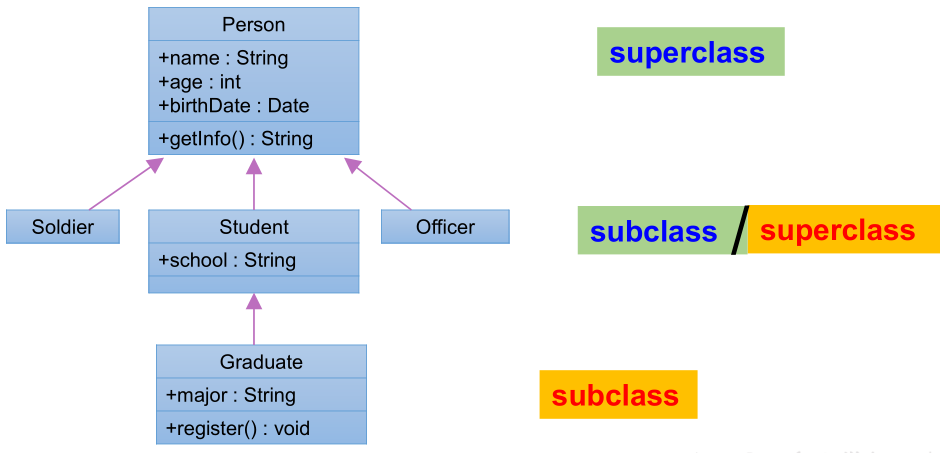 Person
+name : String
+age : int
+birthDate : Date
+getInfo() : String
superclass
Soldier
Student
+school : String
Officer
subclass / superclass
Graduate
+major : String
+register() : void
subclass